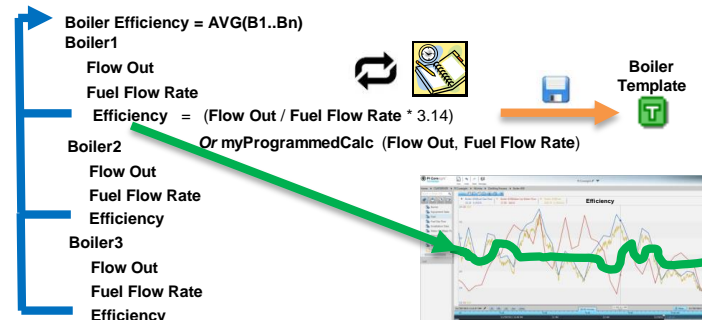 Boiler Efficiency = AVG(B1..Bn)
Boiler1
Flow Out
Fuel Flow Rate
Efficiency = (Flow Out / Fuel Flow Rate * 3.14)
Or myProgrammedCalc (Flow Out, Fuel Flow Rate)
Boiler2
Flow Out
Fuel Flow Rate
Efficiency
Boiler3
Flow Out
Fuel Flow Rate
Efficiency
Boiler
Template
T
Efficiency